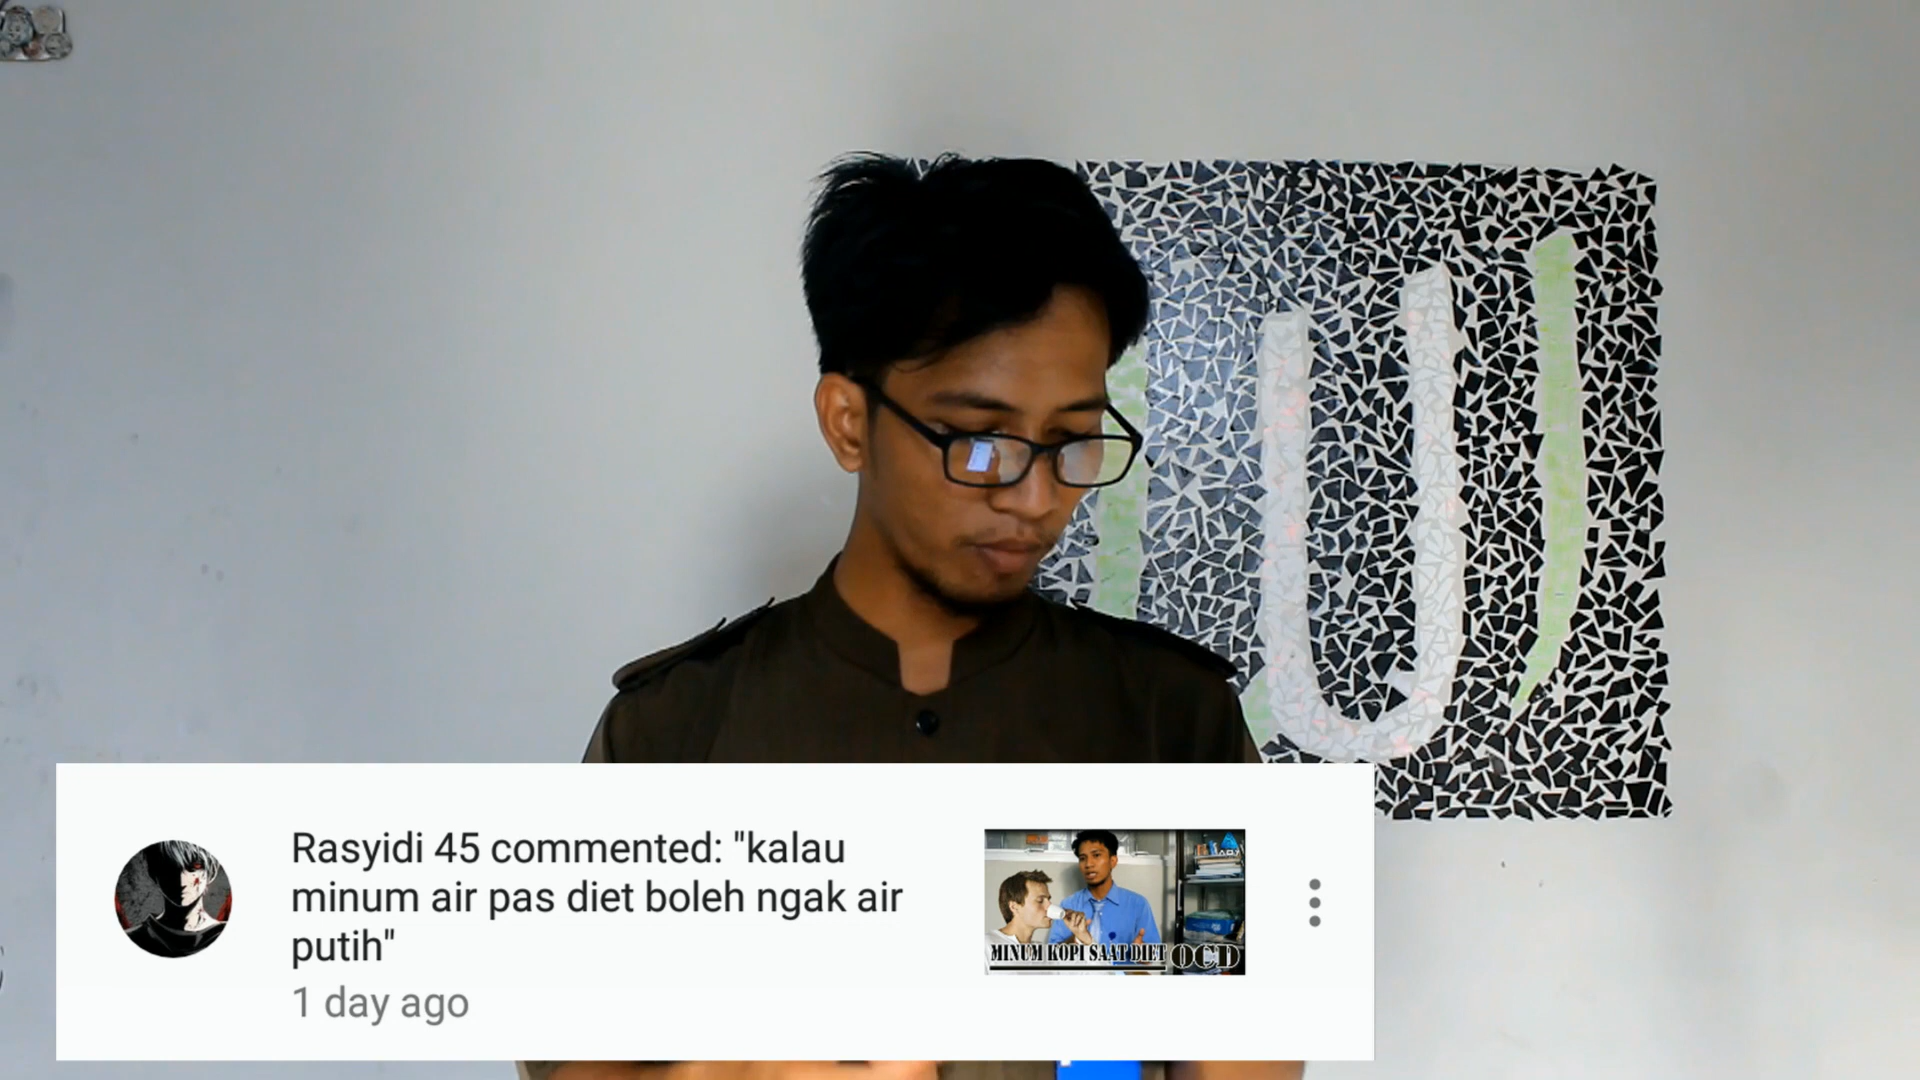 Rasyidi 45 commented: "kalau
minum air pas diet boleh ngak air
putih"
1 day ago
MINUM KOPI SAAT DIET OCD